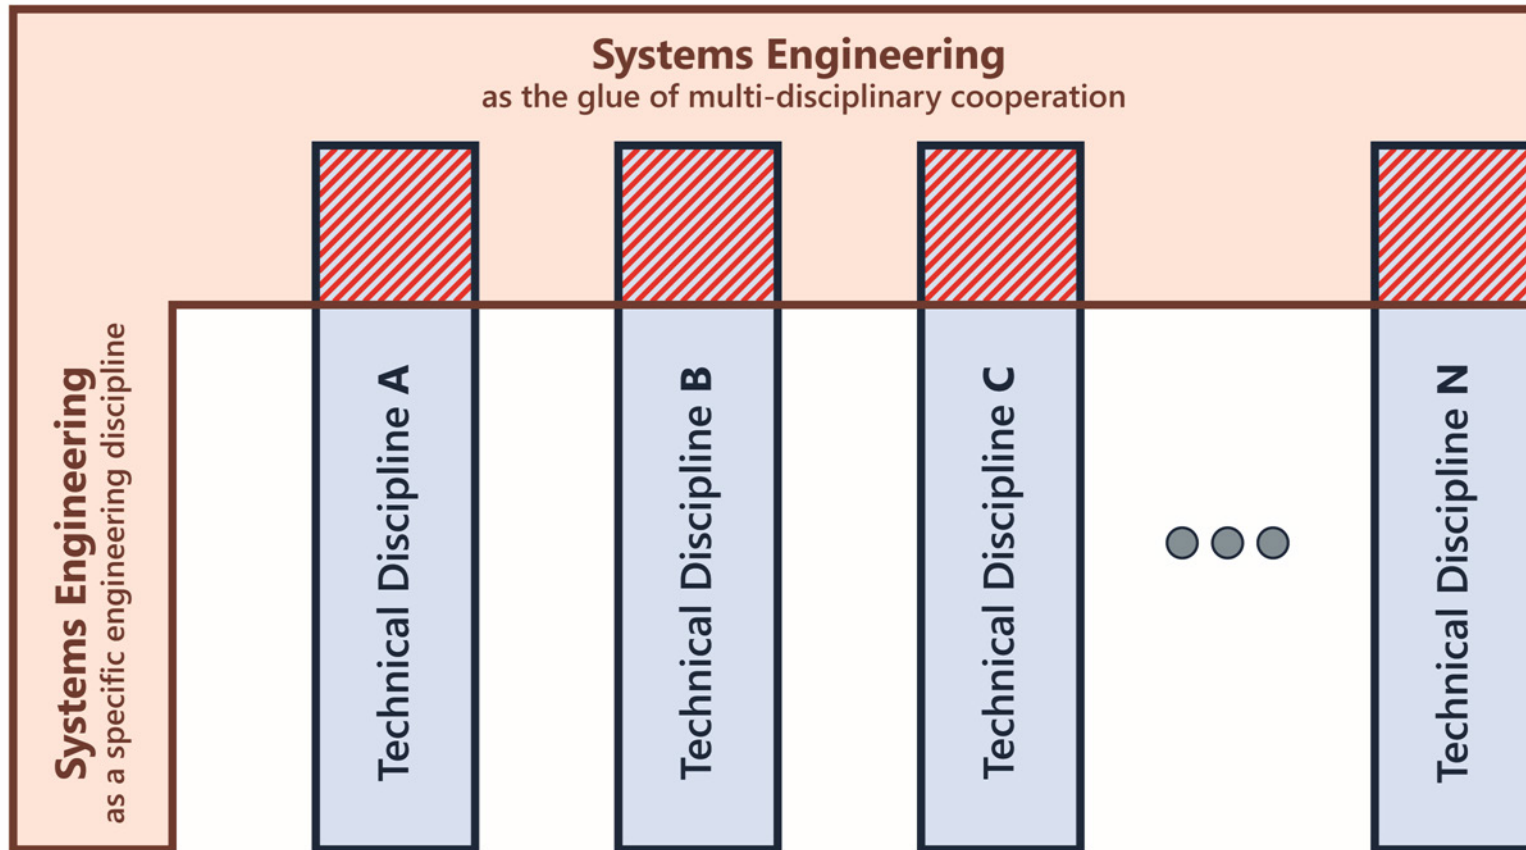 Systems Engineering
as the glue of multi-disciplinary cooperation
Systems Engineering
as a specific engineering discipline
Technical Discipline A
Technical Discipline B
Technical Discipline C
Technical Discipline N